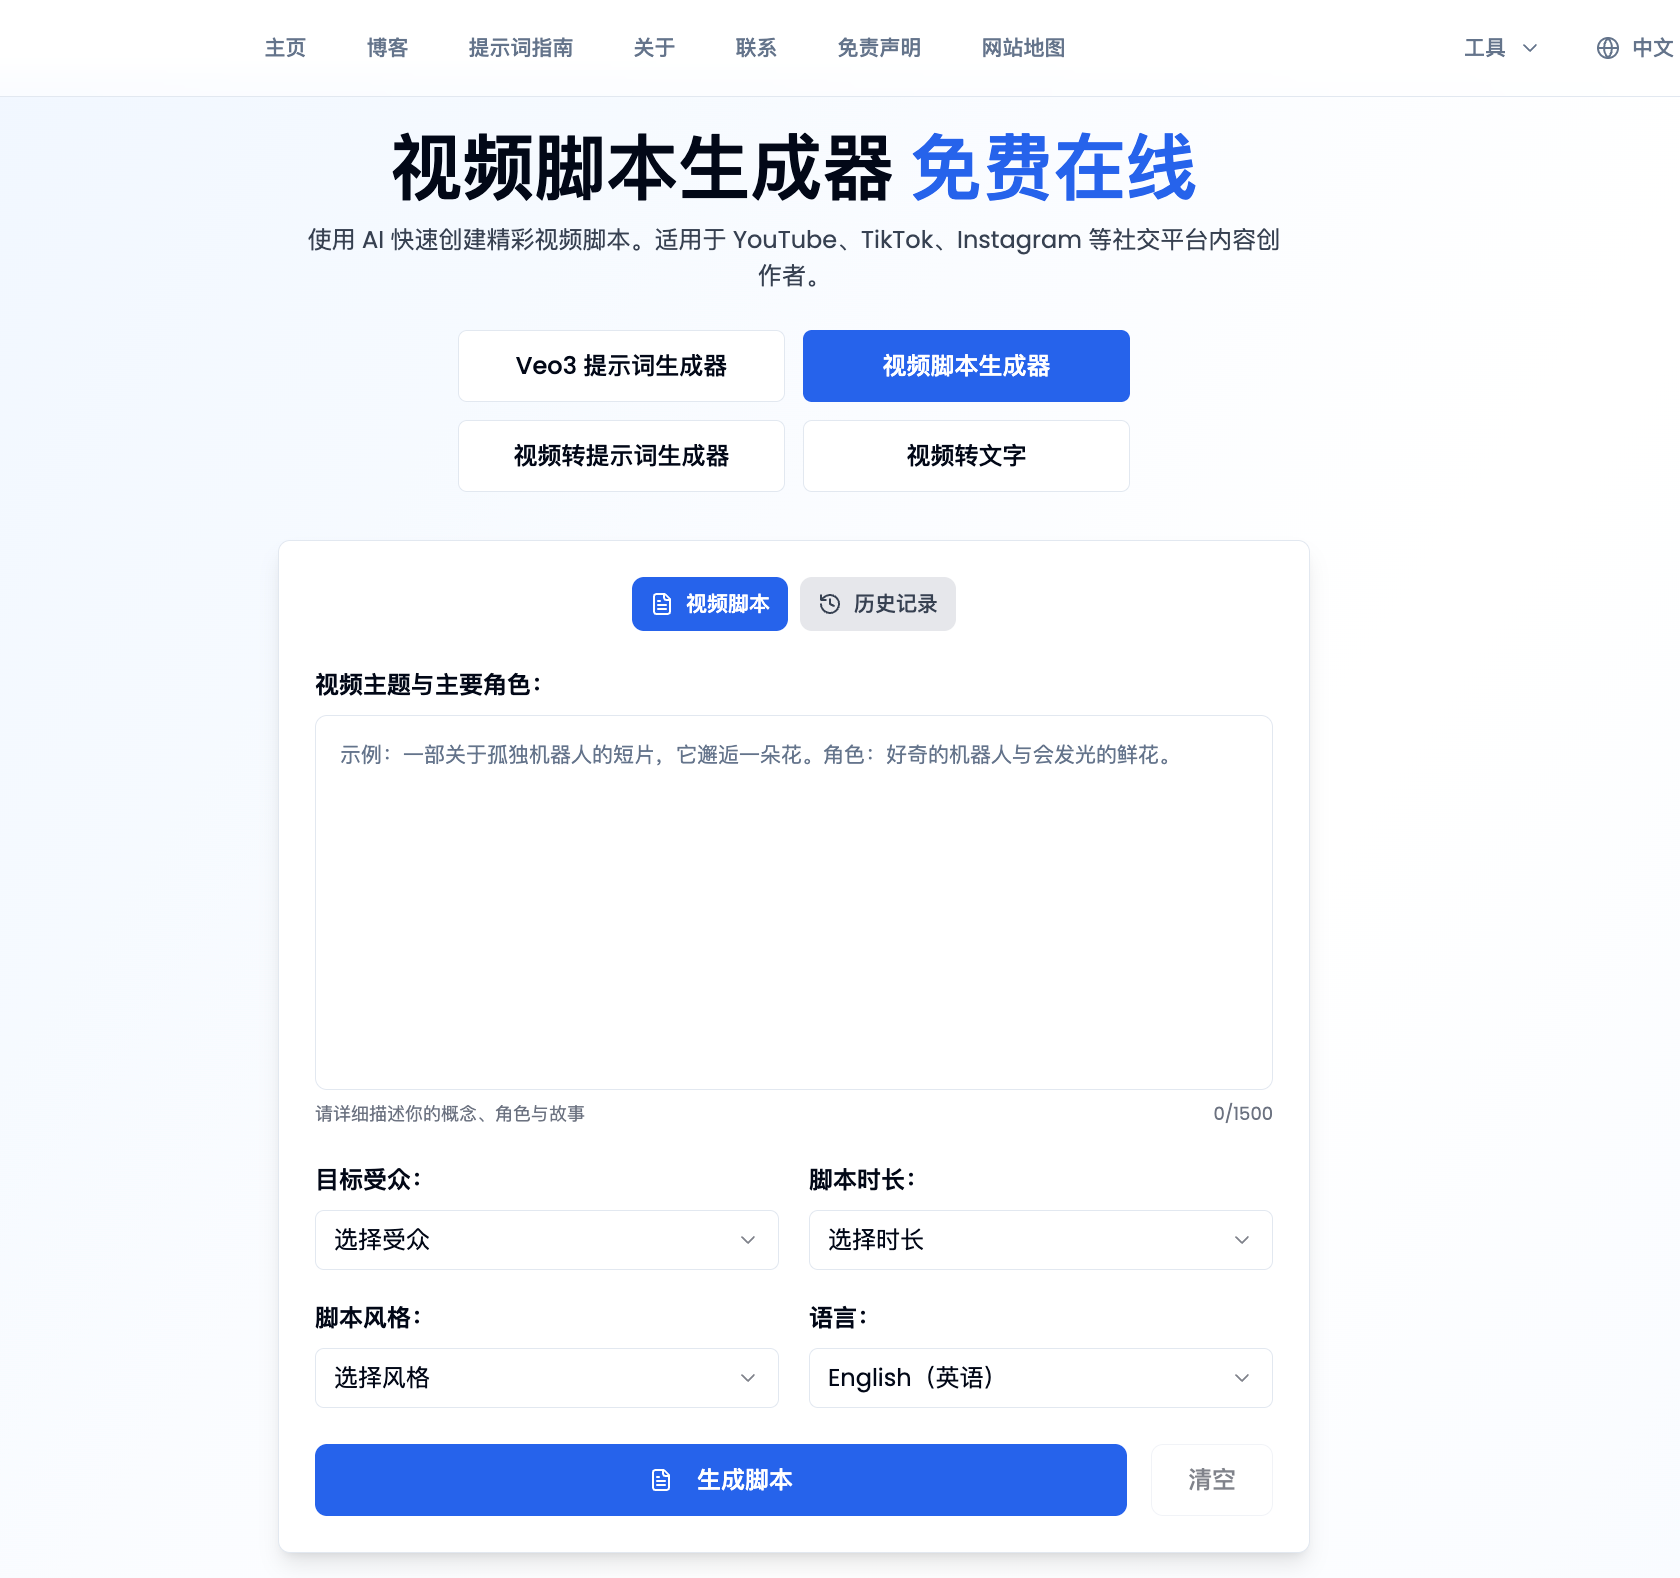 主页 博客 提示词指南 关于 联系 免责声明 网站地图 工具 中文
视频脚本生成器 免费在线
使用 AI 快速创建精彩视频脚本。适用于 YouTube、TikTok、Instagram 等社交平台内容创
作者。
Veo3 提示词生成器 视频脚本生成器
视频转提示词生成器 视频转文字
视频脚本 历史记录
视频主题与主要角色：
示例：一部关于孤独机器人的短片，它邂逅一朵花。角色：好奇的机器人与会发光的鲜花。
请详细描述你的概念、角色与故事 0/1500
目标受众： 脚本时长：
选择受众 选择时长
脚本风格： 语言：
选择风格 English（英语）
生成脚本 清空